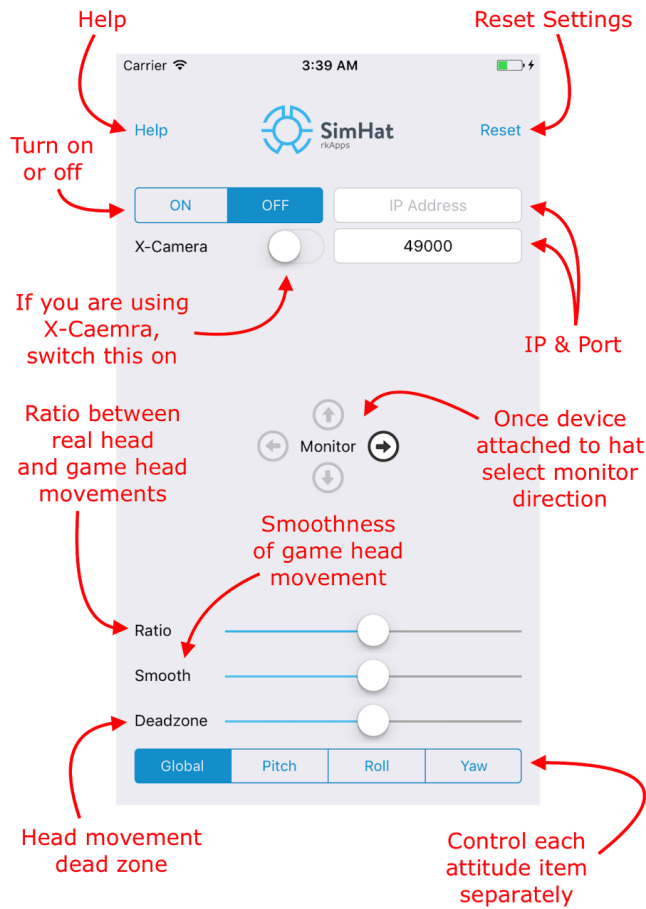 Help
Reset Settings
Carrier
3:39 AM
Help
SimHat
rkApps
Reset
Turn on
or off
ON
OFF
IP Address
X-Camera
49000
If you are using
X-Caemra,
switch this on
IP & Port
Ratio between
real head
and game head
movements
Monitor
Once device
attached to hat
select monitor
direction
Smoothness
of game head
movement
Ratio
Smooth
Deadzone
Global
Pitch
Roll
Yaw
Head movement
dead zone
Control each
attitude item
separately